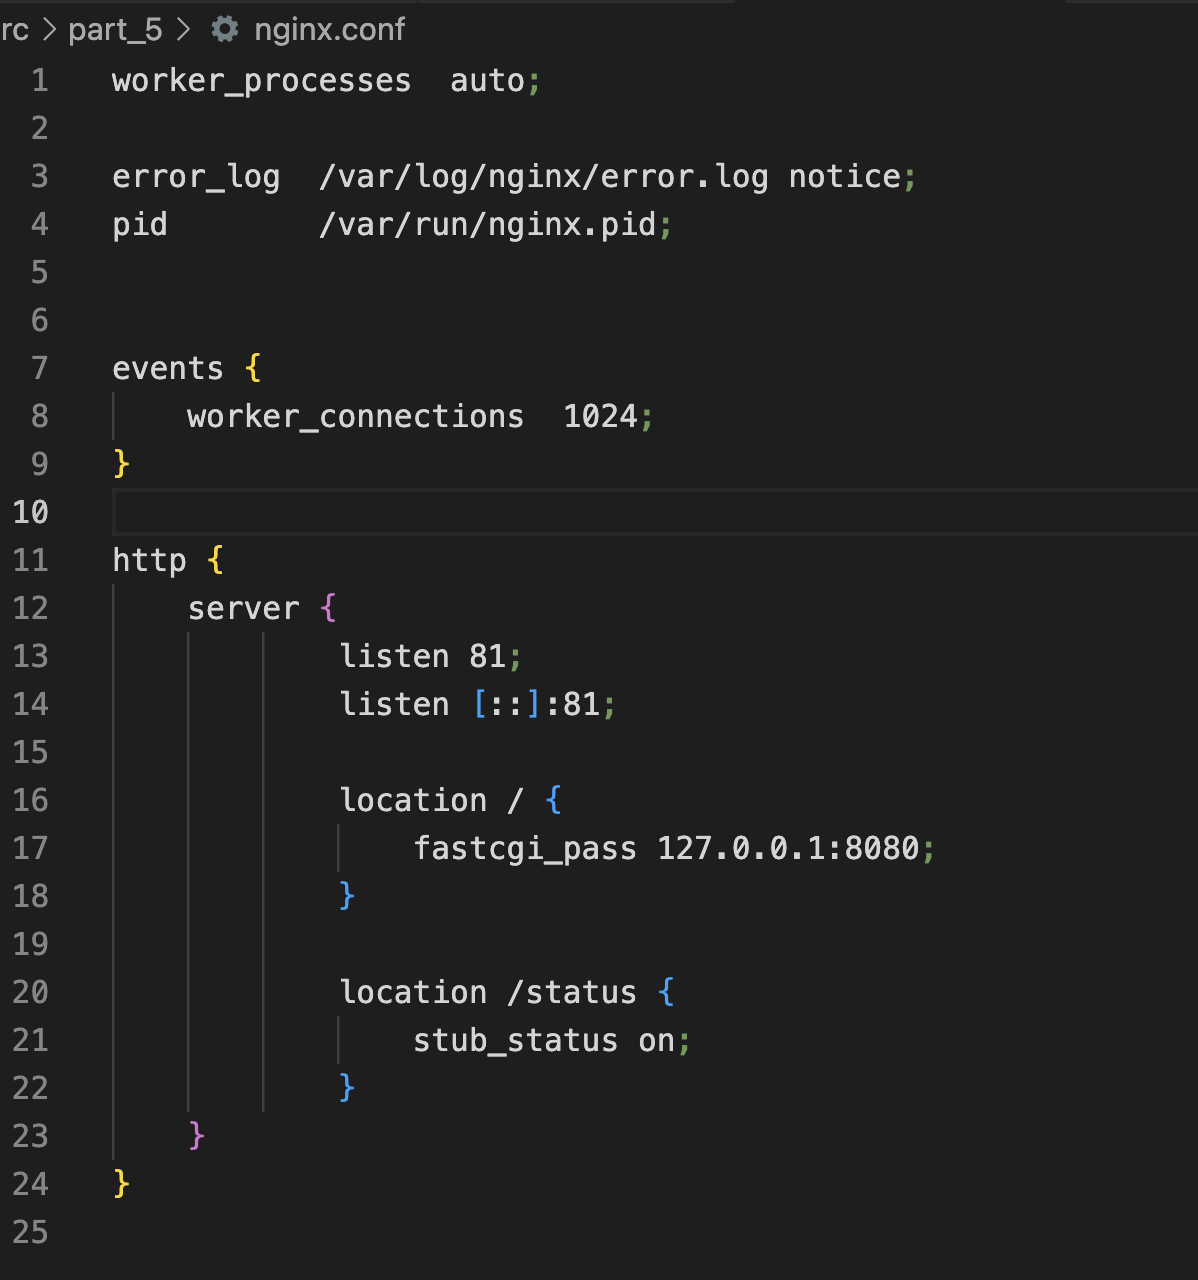 rc > part_5 > nginx.conf
1 worker_processes  auto;
2
3 error_log  /var/log/nginx/error.log notice;
4 pid        /var/run/nginx.pid;
5
6
7 events {
8     worker_connections  1024;
9 }
10
11 http {
12     server {
13             listen 81;
14             listen [::]:81;
15
16             location / {
17                 fastcgi_pass 127.0.0.1:8080;
18             }
19
20             location /status {
21                 stub_status on;
22             }
23     }
24 }
25